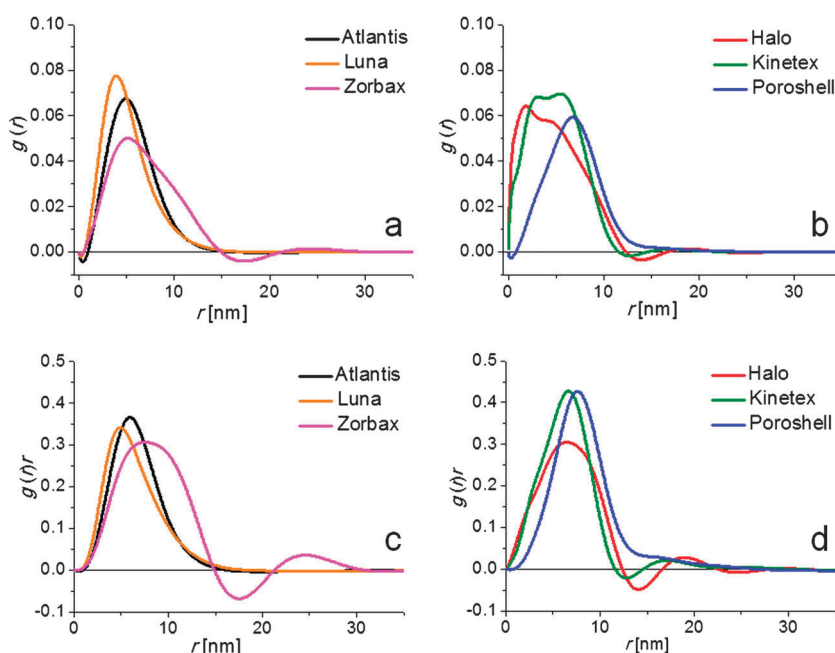 0.10
0.08
0.06
0.04
0.02
0.00
g (r)
Atlantis
Luna
Zorbax
a
0
10
20
30
r [nm]
0.10
0.08
0.06
0.04
0.02
0.00
g(r)
Halo
Kinetex
Poroshell
b
0
10
20
30
r [nm]
0.5
0.4
0.3
0.2
0.1
0.0
-0.1
g (r)r
Atlantis
Luna
Zorbax
c
0
10
20
30
r [nm]
0.5
0.4
0.3
0.2
0.1
0.0
-0.1
g(r)r
Halo
Kinetex
Poroshell
d
0
10
20
30
r [nm]